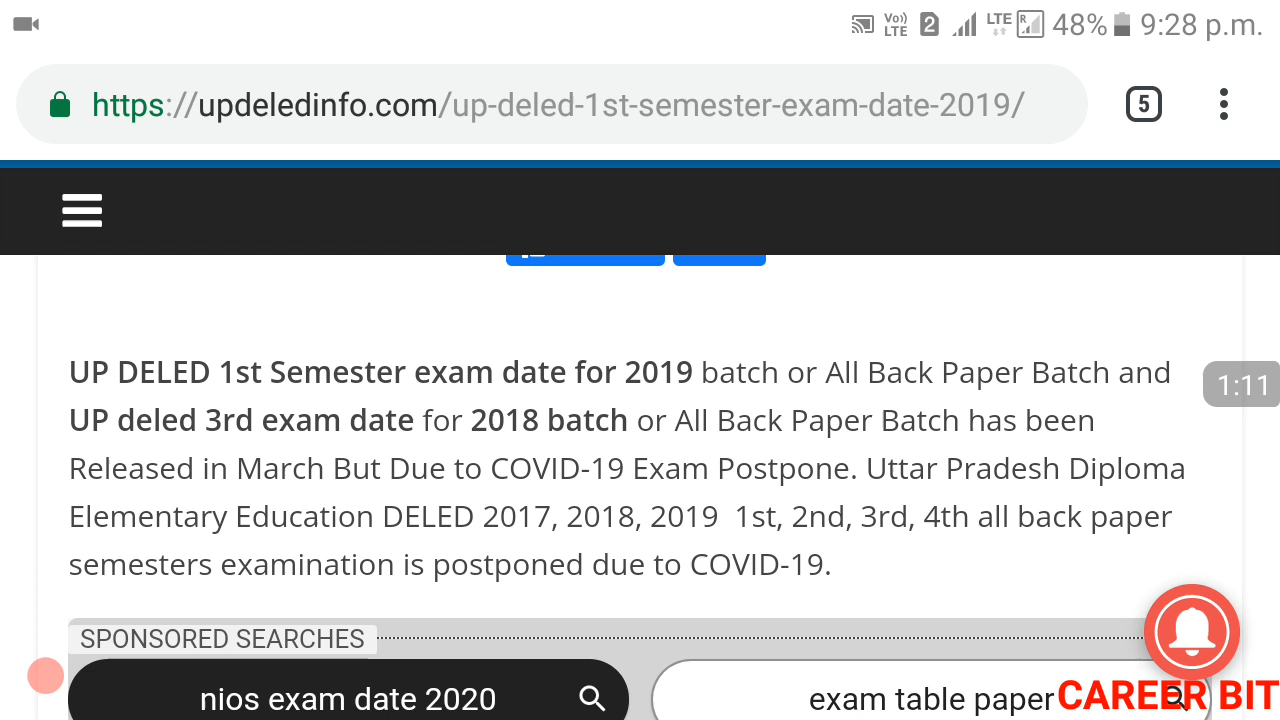 Vo) LTE 2 LTE R 48% 9:28 p.m.
https://updeledinfo.com/up-deled-1st-semester-exam-date-2019/ 5
UP DELED 1st Semester exam date for 2019 batch or All Back Paper Batch and
1:11
UP deled 3rd exam date for 2018 batch or All Back Paper Batch has been
Released in March But Due to COVID-19 Exam Postpone. Uttar Pradesh Diploma
Elementary Education DELED 2017, 2018, 2019  1st, 2nd, 3rd, 4th all back paper
semesters examination is postponed due to COVID-19.
SPONSORED SEARCHES
nios exam date 2020
exam table paper
CAREER BIT